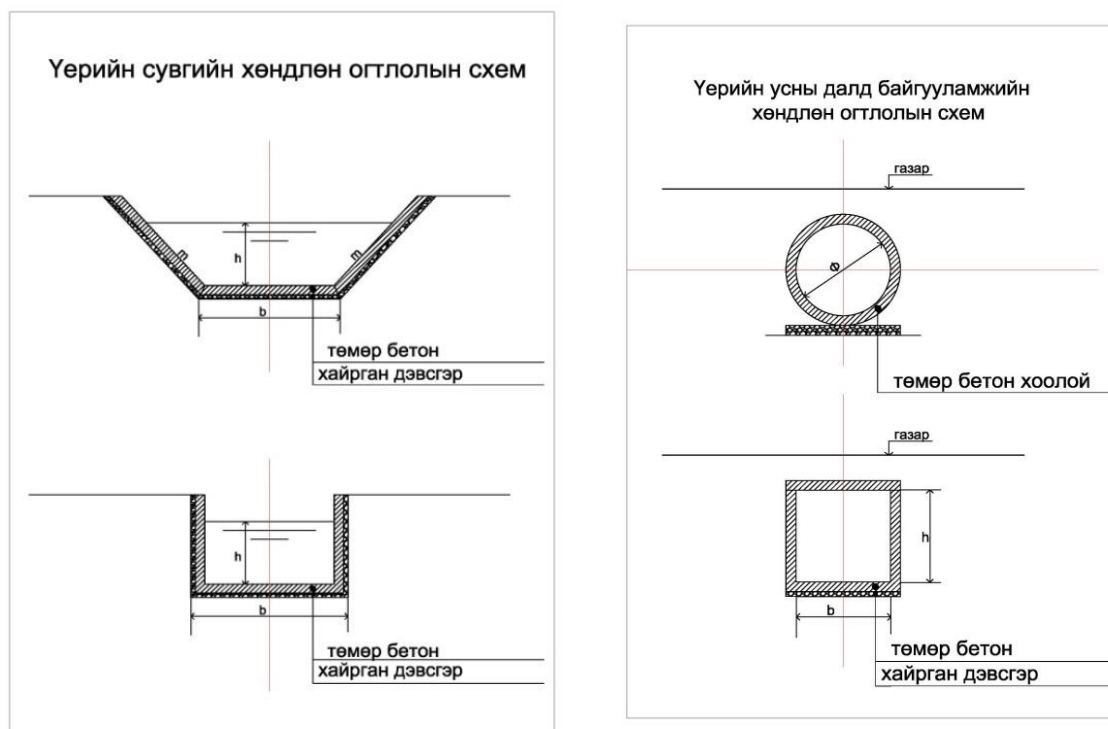 Үерийн сувгийн хөндлөн огтлолын схем
h
m
m
b
төмөр бетон
хайрган дэвсгэр
h
b
төмөр бетон
хайрган дэвсгэр
Үерийн усны далд байгууламжийн
хөндлөн огтлолын схем
газар
Ф
төмөр бетон хоолой
газар
h
b
төмөр бетон
хайрган дэвсгэр